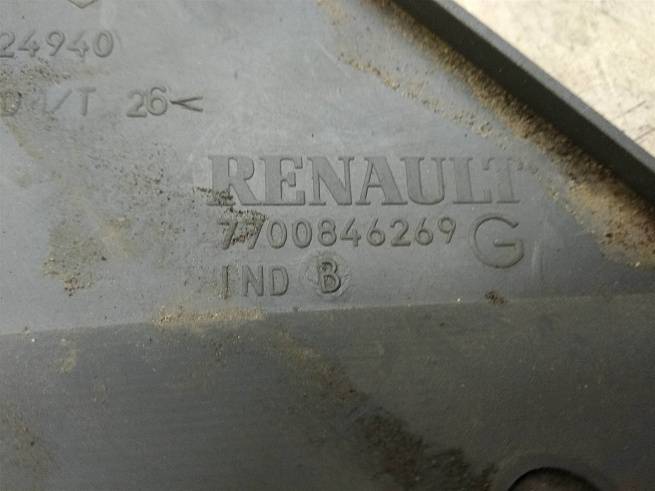 24940
/T 26<
RENAULT
7700846269 G
IND B